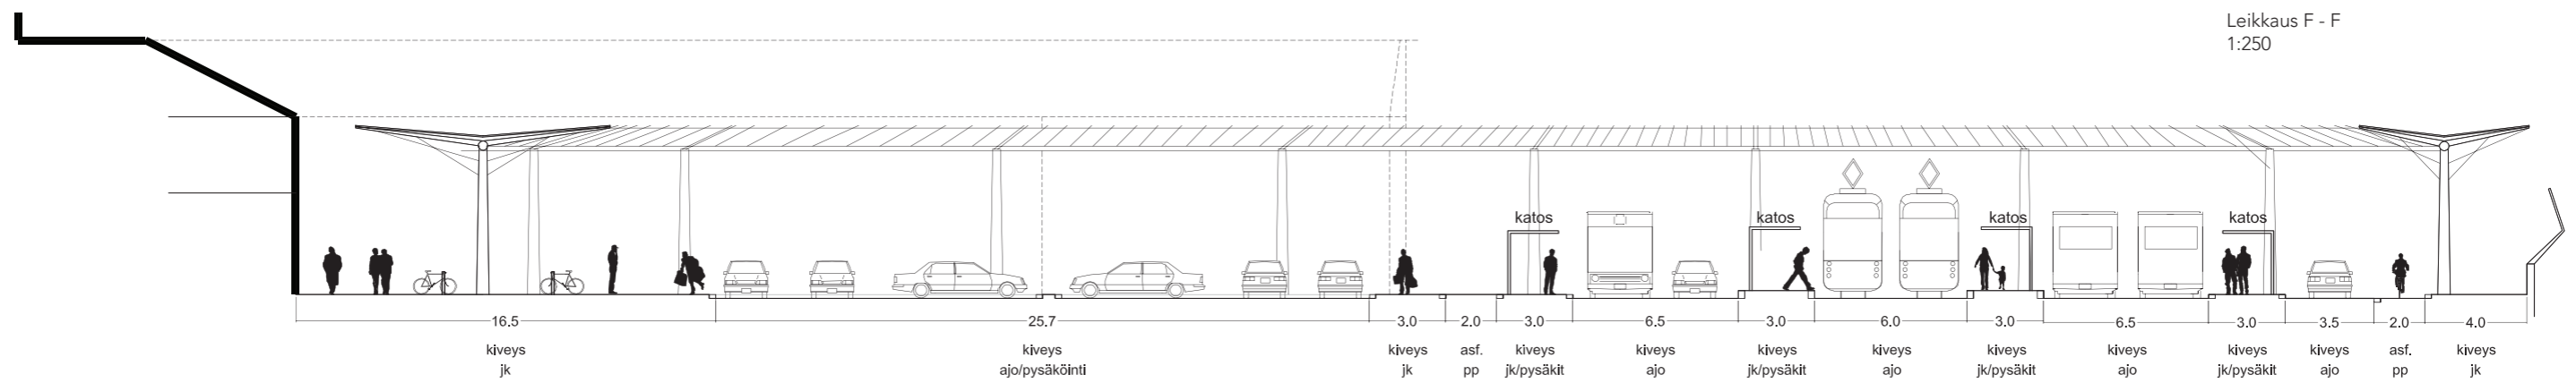 Leikkaus F - F
1:250
katos katos katos katos
16.5 25.7 3.0 2.0 3.0 6.5 3.0 6.0 3.0 6.5 3.0 3.5 2.0 4.0
kiveys kiveys kiveys asf. kiveys kiveys kiveys kiveys kiveys kiveys kiveys kiveys asf. kiveys
jk ajo/pysäköinti jk pp jk/pysäkit ajo jk/pysäkit ajo jk/pysäkit ajo jk/pysäkit ajo pp jk